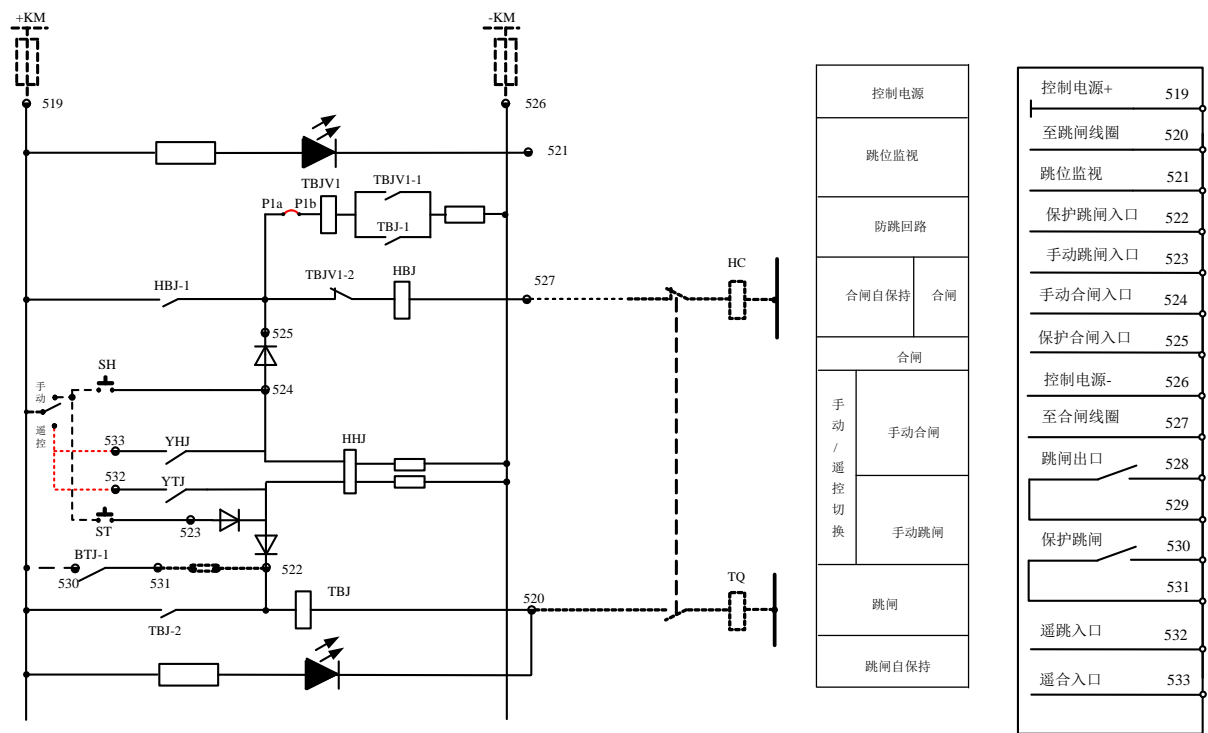 +KM
-KM
519
526
521
TBJV1
TBJV1-1
P1a
P1b
TBJ-1
HBJ-1
TBJV1-2
HBJ
527
HC
525
SH
524
手动
遥控
533
YHJ
HHJ
532
YTJ
ST
523
BTJ-1
530
531
522
TBJ
520
TQ
TBJ-2
控制电源
跳位监视
防跳回路
合闸自保持
合闸
合闸
手动/遥控切换
手动合闸
手动跳闸
跳闸
跳闸自保持
控制电源+ 519
至跳闸线圈 520
跳位监视 521
保护跳闸入口 522
手动跳闸入口 523
手动合闸入口 524
保护合闸入口 525
控制电源- 526
至合闸线圈 527
跳闸出口 528
529
保护跳闸 530
531
遥跳入口 532
遥合入口 533